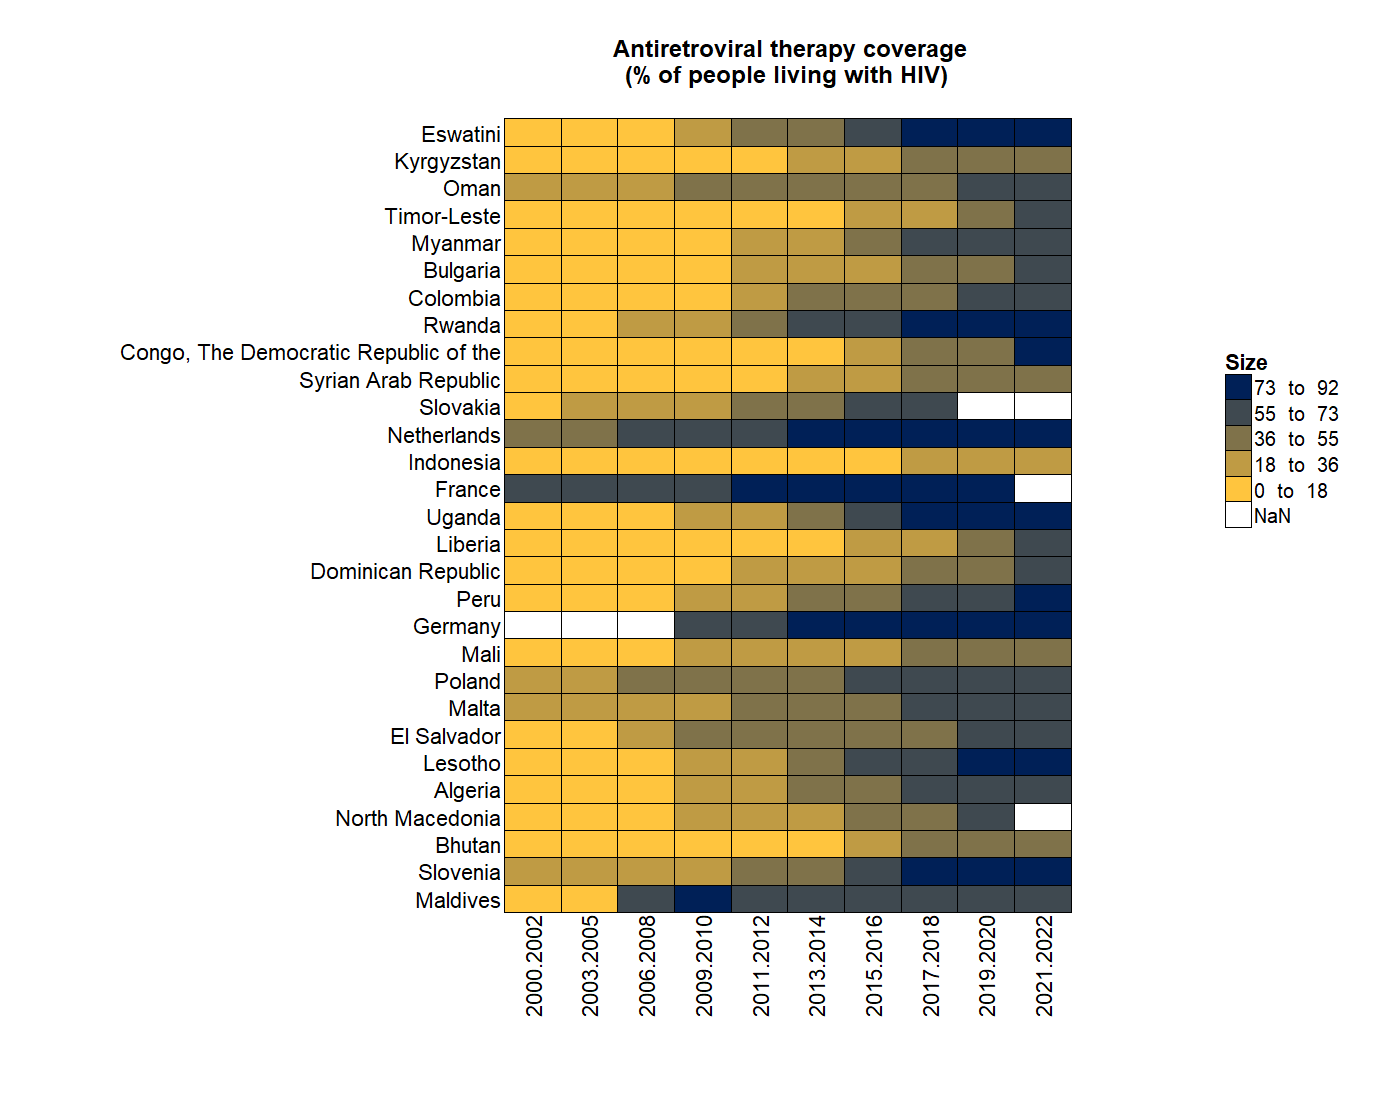 Antiretroviral therapy coverage
(% of people living with HIV)
Eswatini
Kyrgyzstan
Oman
Timor-Leste
Myanmar
Bulgaria
Colombia
Rwanda
Congo, The Democratic Republic of the
Syrian Arab Republic
Slovakia
Netherlands
Indonesia
France
Uganda
Liberia
Dominican Republic
Peru
Germany
Mali
Poland
Malta
El Salvador
Lesotho
Algeria
North Macedonia
Bhutan
Slovenia
Maldives
2000.2002
2003.2005
2006.2008
2009.2010
2011.2012
2013.2014
2015.2016
2017.2018
2019.2020
2021.2022
Size
73 to 92
55 to 73
36 to 55
18 to 36
0 to 18
NaN